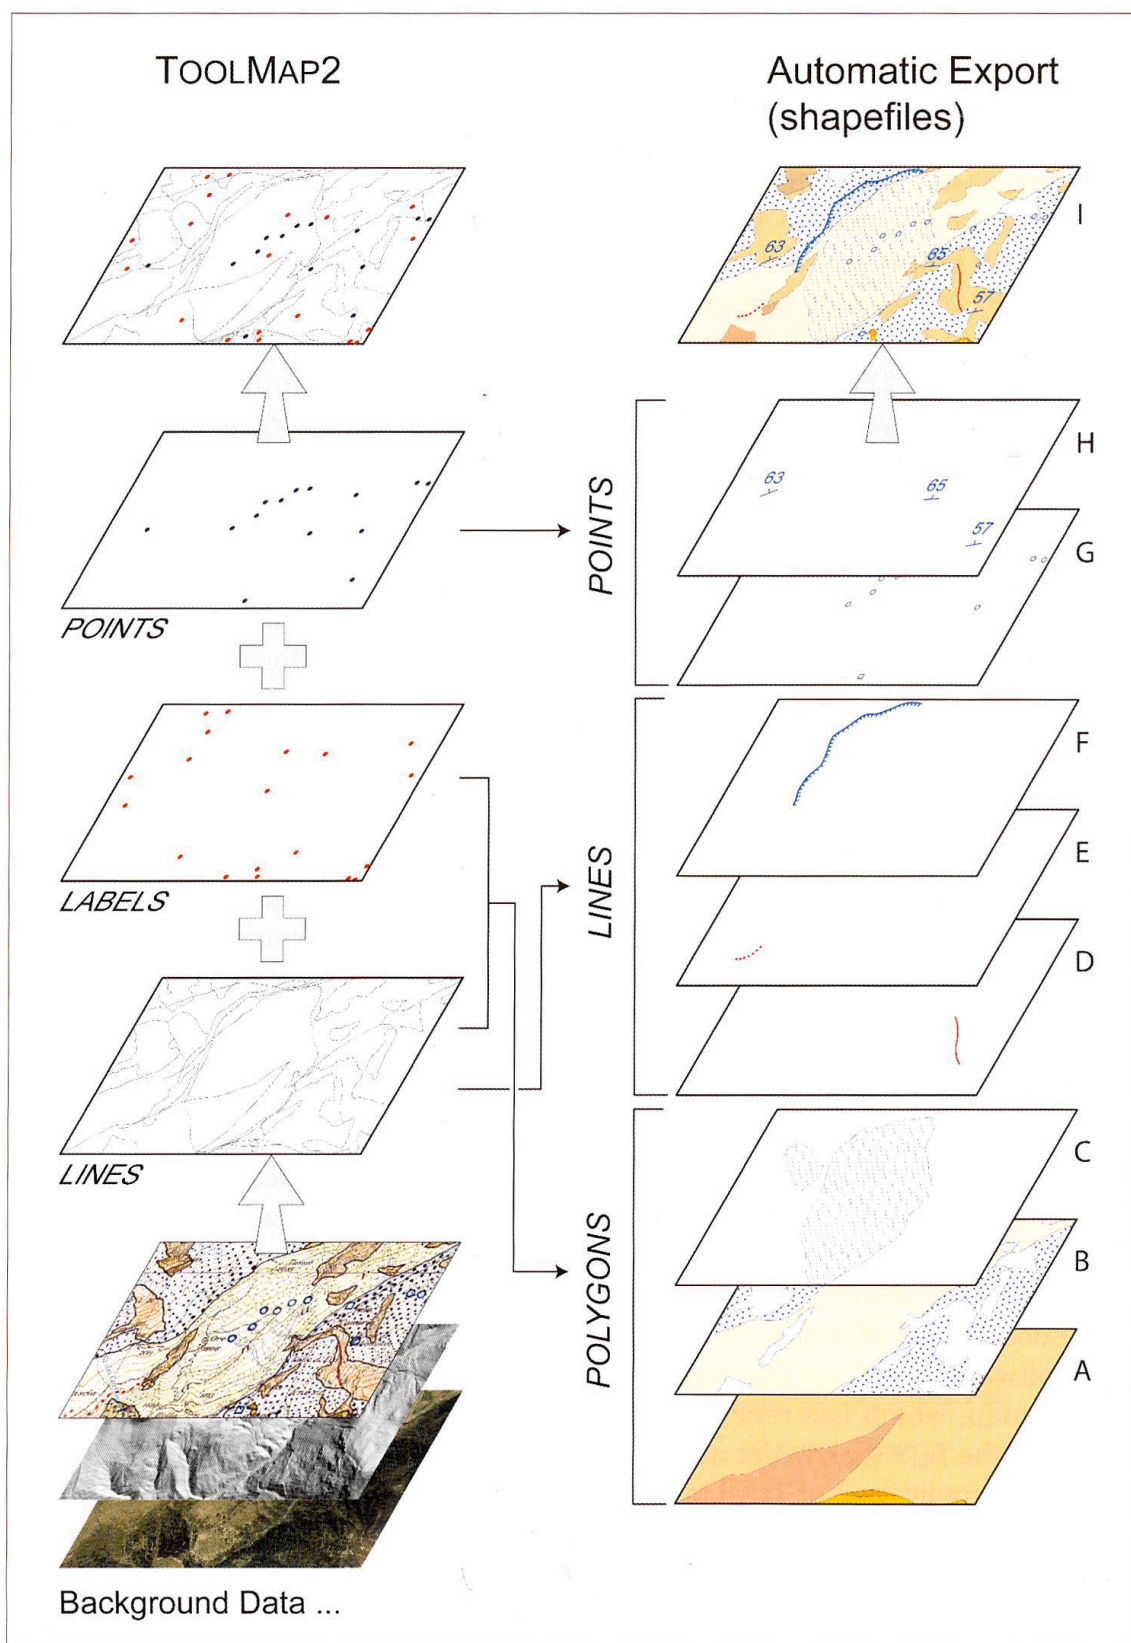 TOOLMAP2
Automatic Export
(shapefiles)
I
63
65
57
H
63
65
57
G
POINTS
POINTS
F
E
D
LINES
LABELS
LINES
C
B
A
POLYGONS
Background Data ...